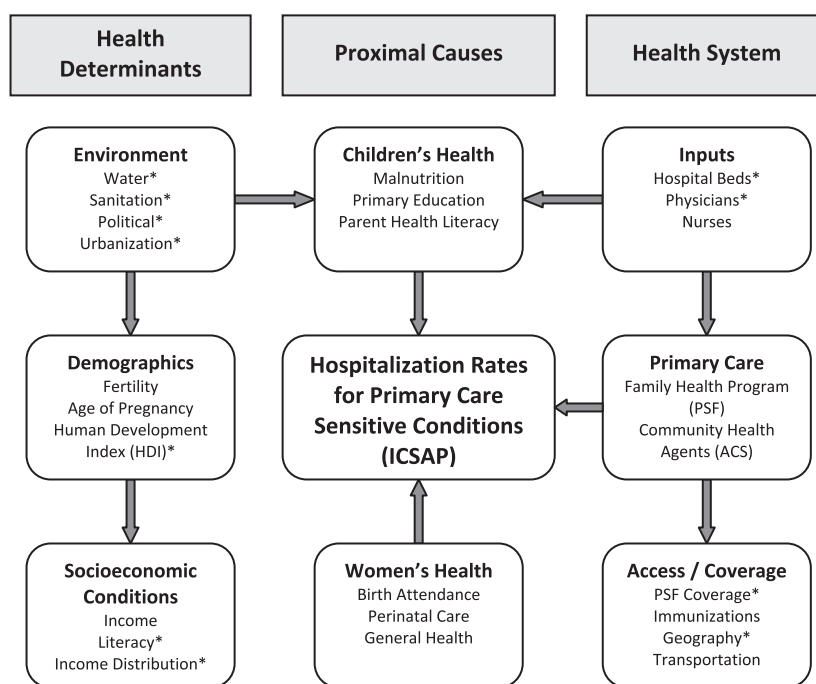 Health
Determinants
Proximal Causes
Health System
Environment
Water*
Sanitation*
Political*
Urbanization*
Children’s Health
Malnutrition
Primary Education
Parent Health Literacy
Inputs
Hospital Beds*
Physicians*
Nurses
Demographics
Fertility
Age of Pregnancy
Human Development
Index (HDI)*
Hospitalization Rates
for Primary Care
Sensitive Conditions
(ICSAP)
Primary Care
Family Health Program
(PSF)
Community Health
Agents (ACS)
Socioeconomic
Conditions
Income
Literacy*
Income Distribution*
Women’s Health
Birth Attendance
Perinatal Care
General Health
Access / Coverage
PSF Coverage*
Immunizations
Geography*
Transportation